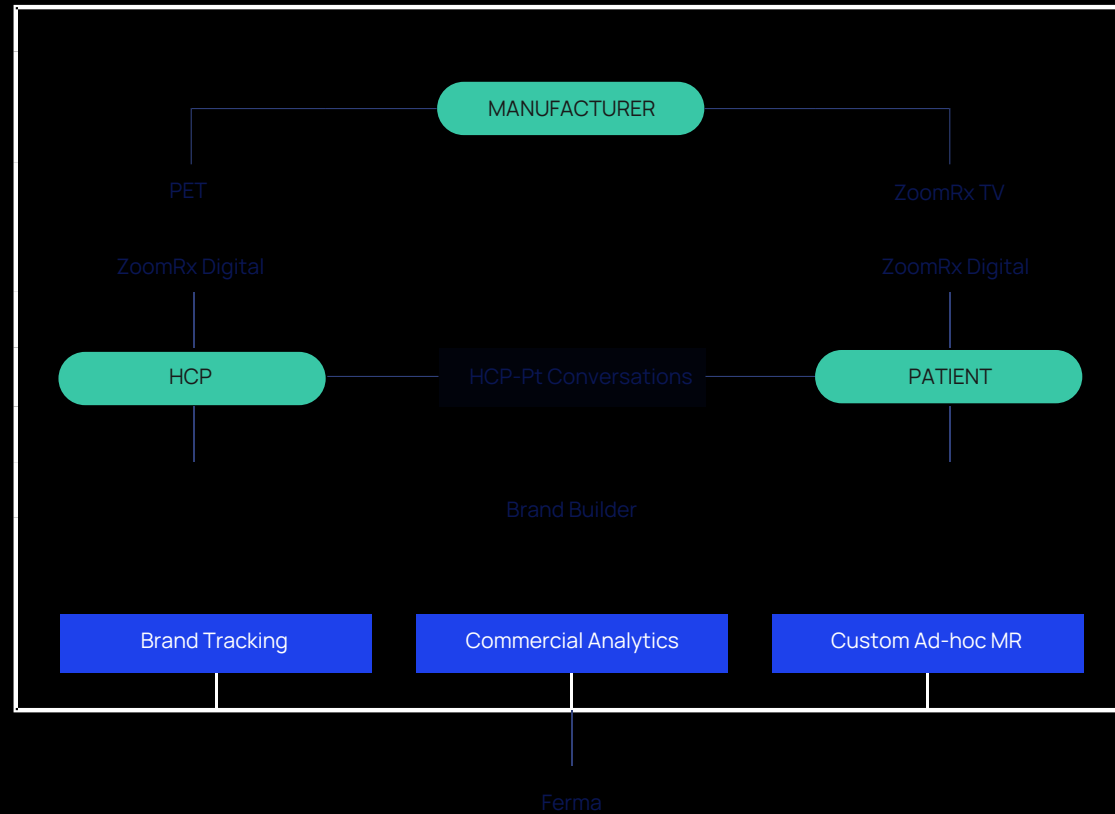 MANUFACTURER
PET
ZoomRx TV
ZoomRx Digital
ZoomRx Digital
HCP
HCP-Pt Conversations
PATIENT
Brand Builder
Brand Tracking
Commercial Analytics
Custom Ad-hoc MR
Ferma